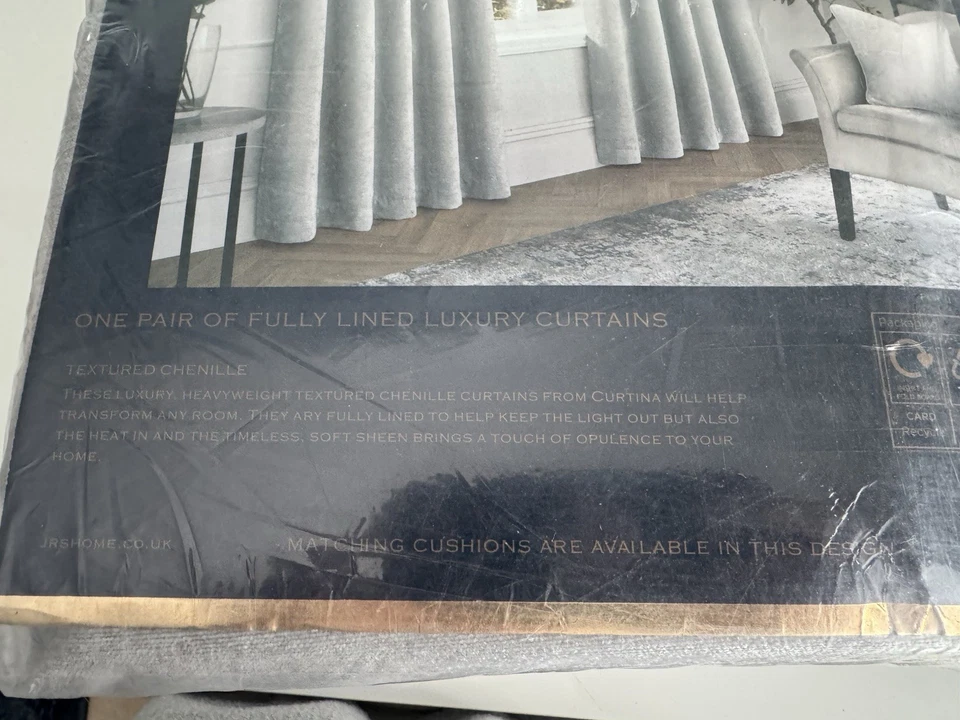 ONE PAIR OF FULLY LINED LUXURY CURTAINS
TEXTURED CHENILLE
THESE LUXURY, HEAVYWEIGHT TEXTURED CHENILLE CURTAINS FROM CURTINA WILL HELP
TRANSFORM ANY ROOM. THEY ARY FULLY LINED TO HELP KEEP THE LIGHT OUT BUT ALSO
THE HEAT IN AND THE TIMELESS, SOFT SHEEN BRINGS A TOUCH OF OPULENCE TO YOUR
HOME.
JRSHOME.CO.UK
MATCHING CUSHIONS ARE AVAILABLE IN THIS DESIGN
Packaging
CARD
Recycle